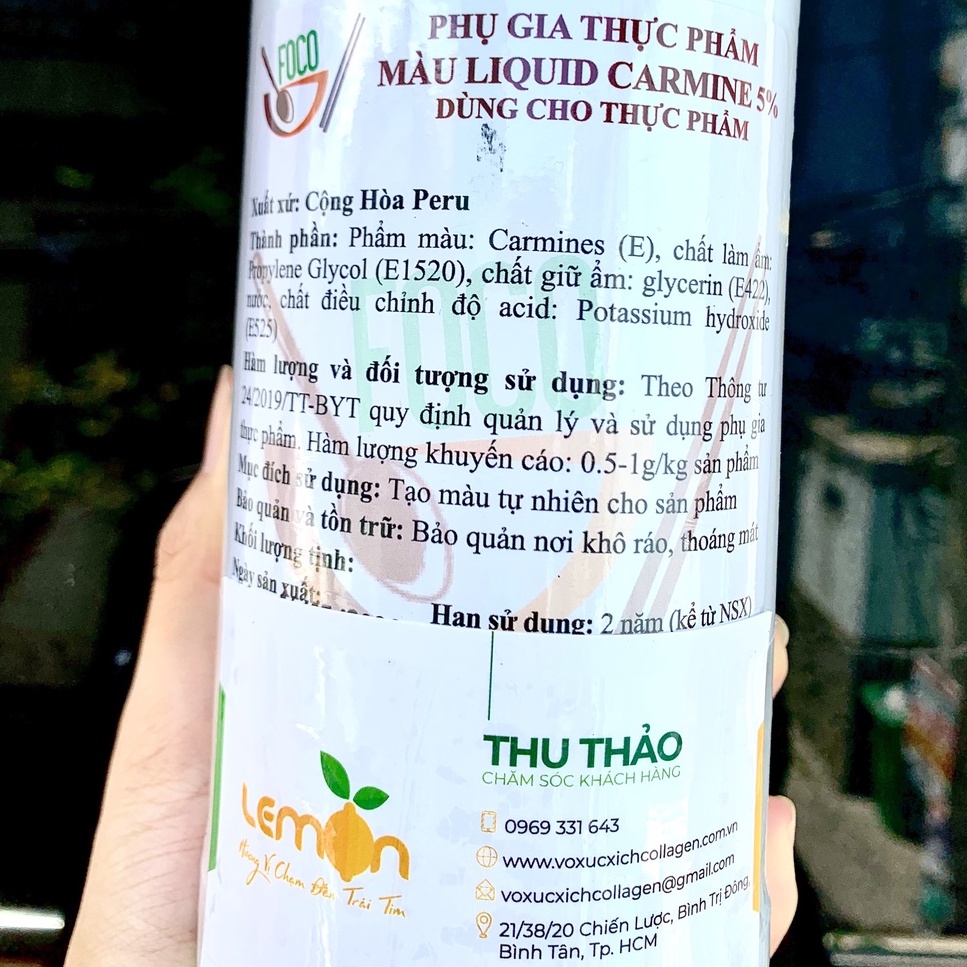 FOCO
PHỤ GIA THỰC PHẨM
MÀU LIQUID CARMINE 5%
DÙNG CHO THỰC PHẨM
Xuất xứ: Cộng Hòa Peru
Thành phần: Phẩm màu: Carmines (E), chất làm ẩm:
Propylene Glycol (E1520), chất giữ ẩm: glycerin (E422),
nước, chất điều chỉnh độ acid: Potassium hydroxide
(E525)
Hàm lượng và đối tượng sử dụng: Theo Thông tư
24/2019/TT-BYT quy định quản lý và sử dụng phụ gia
thực phẩm. Hàm lượng khuyến cáo: 0.5-1g/kg sản phẩm
Mục đích sử dụng: Tạo màu tự nhiên cho sản phẩm
Bảo quản và tồn trữ: Bảo quản nơi khô ráo, thoáng mát
Khối lượng tịnh:
Ngày sản xuất:
Hạn sử dụng: 2 năm (kể từ NSX)
FOCO
LEMON
Hương Vị Chạm Đến Trái Tim
THU THẢO
CHĂM SÓC KHÁCH HÀNG
0969 331 643
www.voxucxichcollagen.com.vn
voxucxichcollagen@gmail.com
21/38/20 Chiến Lược, Bình Trị Đông,
Bình Tân, Tp. HCM